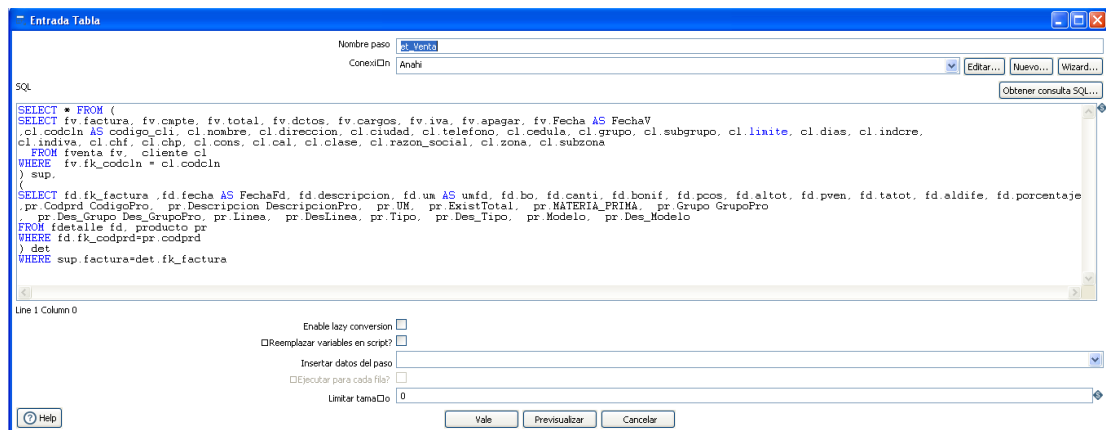 Entrada Tabla
Nombre paso et_Venta
Conexi□n Anahi Editar... Nuevo... Wizard...
SQL Obtener consulta SQL...
SELECT * FROM (
SELECT fv.factura, fv.cmpte, fv.total, fv.dctos, fv.cargos, fv.iva, fv.apagar, fv.Fecha AS FechaV
,cl.codcln AS codigo_cli, cl.nombre, cl.direccion, cl.ciudad, cl.telefono, cl.cedula, cl.grupo, cl.subgrupo, cl.limite, cl.dias, cl.indcre,
cl.indiva, cl.chf, cl.chp, cl.cons, cl.cal, cl.clase, cl.razon_social, cl.zona, cl.subzona
FROM fventa fv, cliente cl
WHERE fv.fk_codcln = cl.codcln
) sup,
(
SELECT fd.fk_factura ,fd.fecha AS FechaFd, fd.descripcion, fd.um AS umfd, fd.bo, fd.canti, fd.bonif, fd.pcos, fd.altot, fd.pven, fd.tatot, fd.aldife, fd.porcentaje
,pr.Codprd CodigoPro, pr.Descripcion DescripcionPro, pr.UM, pr.ExistTotal, pr.MATERIA_PRIMA, pr.Grupo GrupoPro
, pr.Des_Grupo Des_GrupoPro, pr.Linea, pr.DesLinea, pr.Tipo, pr.Des_Tipo, pr.Modelo, pr.Des_Modelo
FROM fdetalle fd, producto pr
WHERE fd.fk_codprd=pr.codprd
) det
WHERE sup.factura=det.fk_factura
Line 1 Column 0
Enable lazy conversion
□Reemplazar variables en script?
Insertar datos del paso
□Ejecutar para cada fila?
Limitar tama□o 0
Help Vale Previsualizar Cancelar